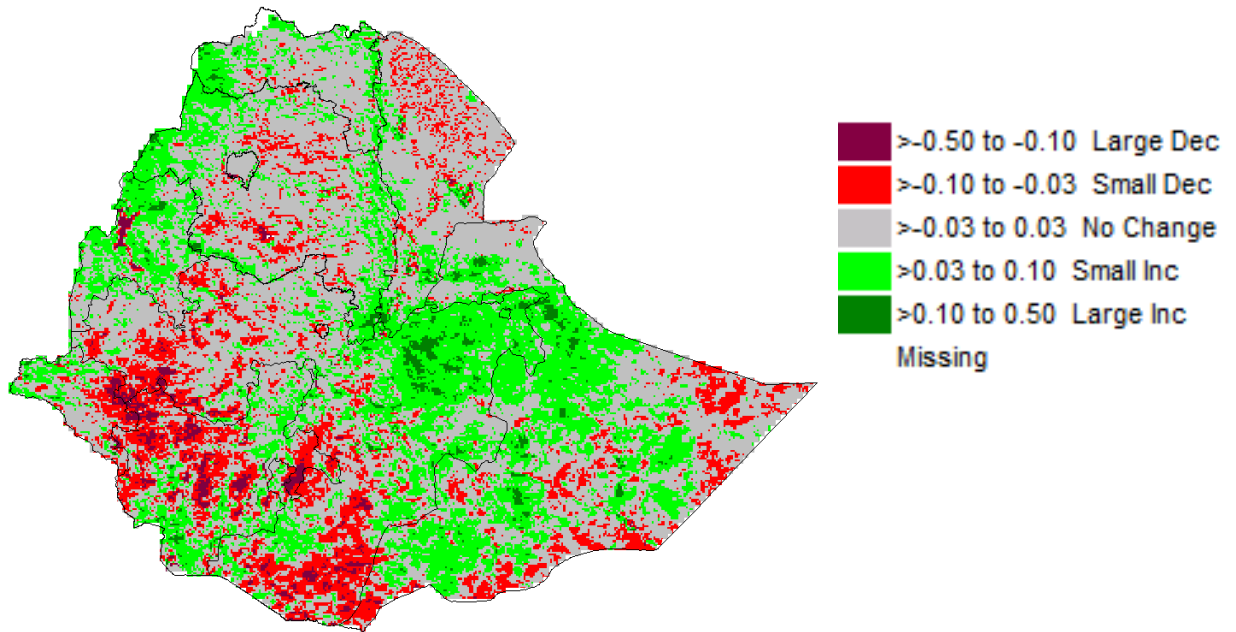 >-0.50 to -0.10 Large Dec
>-0.10 to -0.03 Small Dec
>-0.03 to 0.03 No Change
>0.03 to 0.10 Small Inc
>0.10 to 0.50 Large Inc
Missing